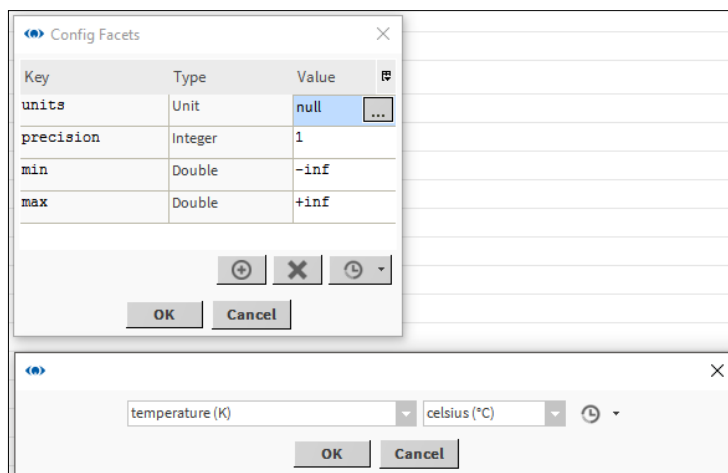 Config Facets
Key Type Value
units Unit null ...
precision Integer 1
min Double -inf
max Double +inf
OK Cancel
temperature (K) celsius (°C)
OK Cancel